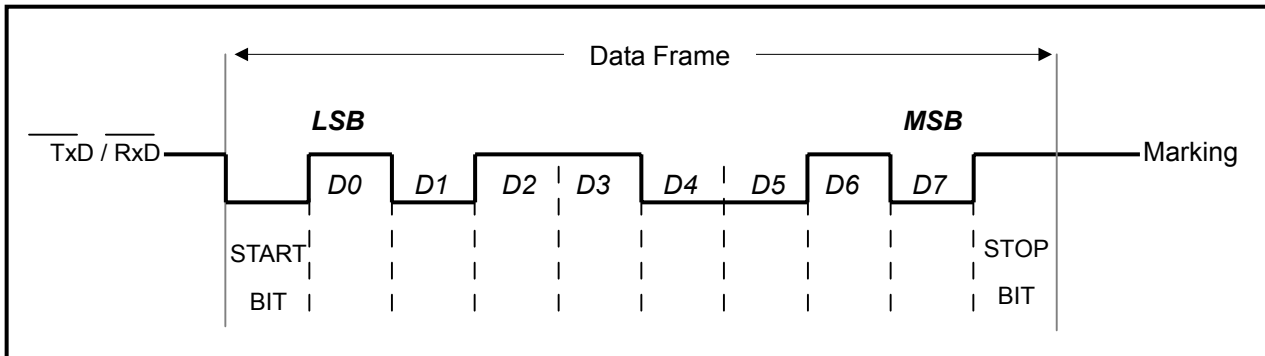 Data Frame
LSB MSB
TxD / RxD Marking
D0 D1 D2 D3 D4 D5 D6 D7
START STOP
BIT BIT